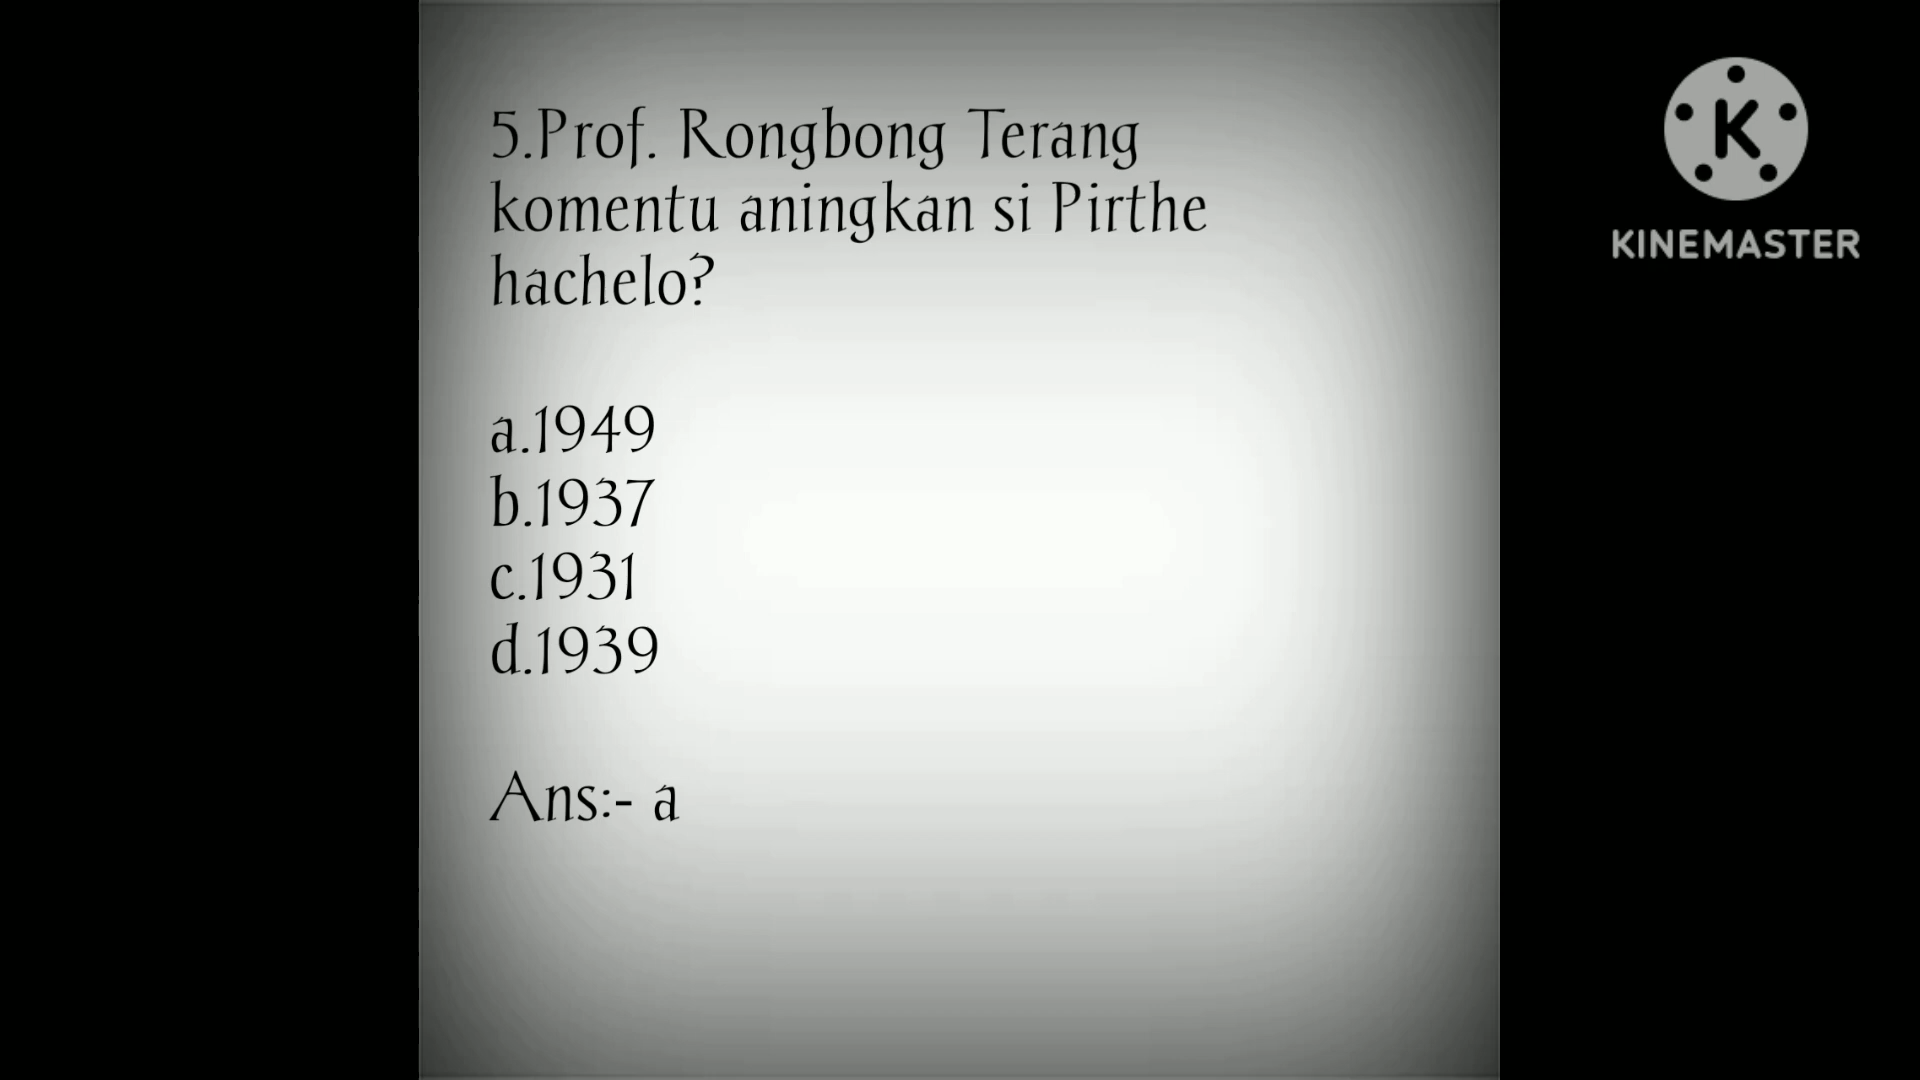 5.Prof. Rongbong Terang
komentu aningkan si Pirthe
hachelo?
a.1949
b.1937
c.1931
d.1939
Ans:- a
K
KINEMASTER